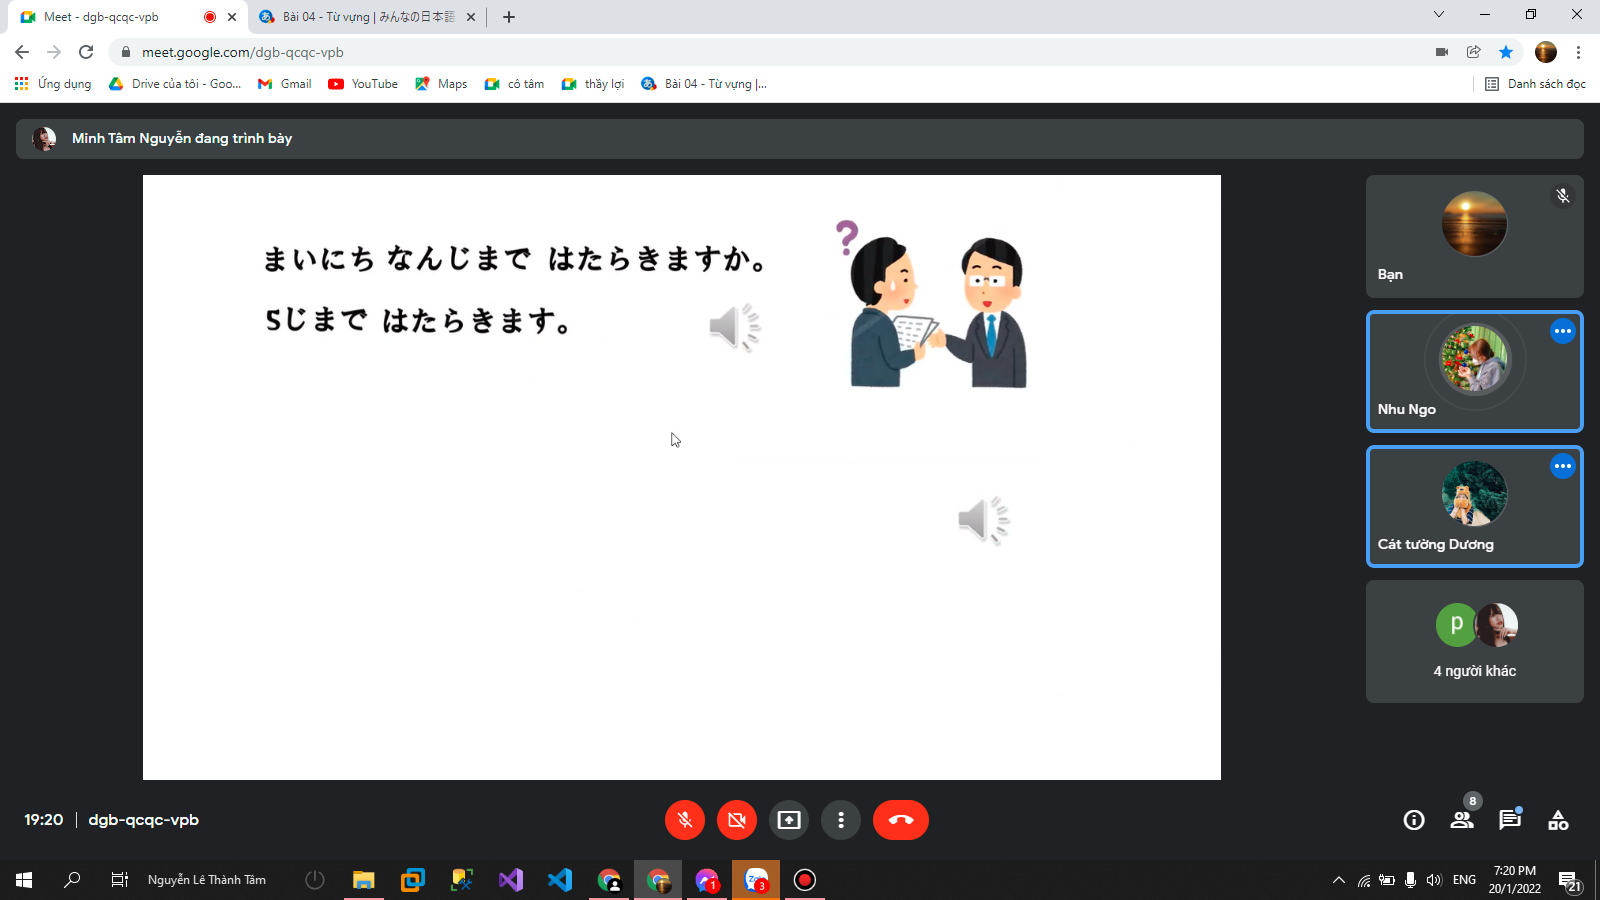 Meet - dgb-qcqc-vpb
Bài 04 - Từ vựng | みんなの日本語
meet.google.com/dgb-qcqc-vpb
Ứng dụng
Drive của tôi - Goo...
Gmail
YouTube
Maps
cô tâm
thầy lợi
Bài 04 - Từ vựng |...
Danh sách đọc
Minh Tâm Nguyễn đang trình bày
まいにち なんじまで はたらきますか。
5じまで はたらきます。
?
Bạn
Nhu Ngo
Cát tường Dương
p
4 người khác
19:20 | dgb-qcqc-vpb
8
Nguyễn Lê Thành Tâm
1
3
ENG
7:20 PM
20/1/2022
21